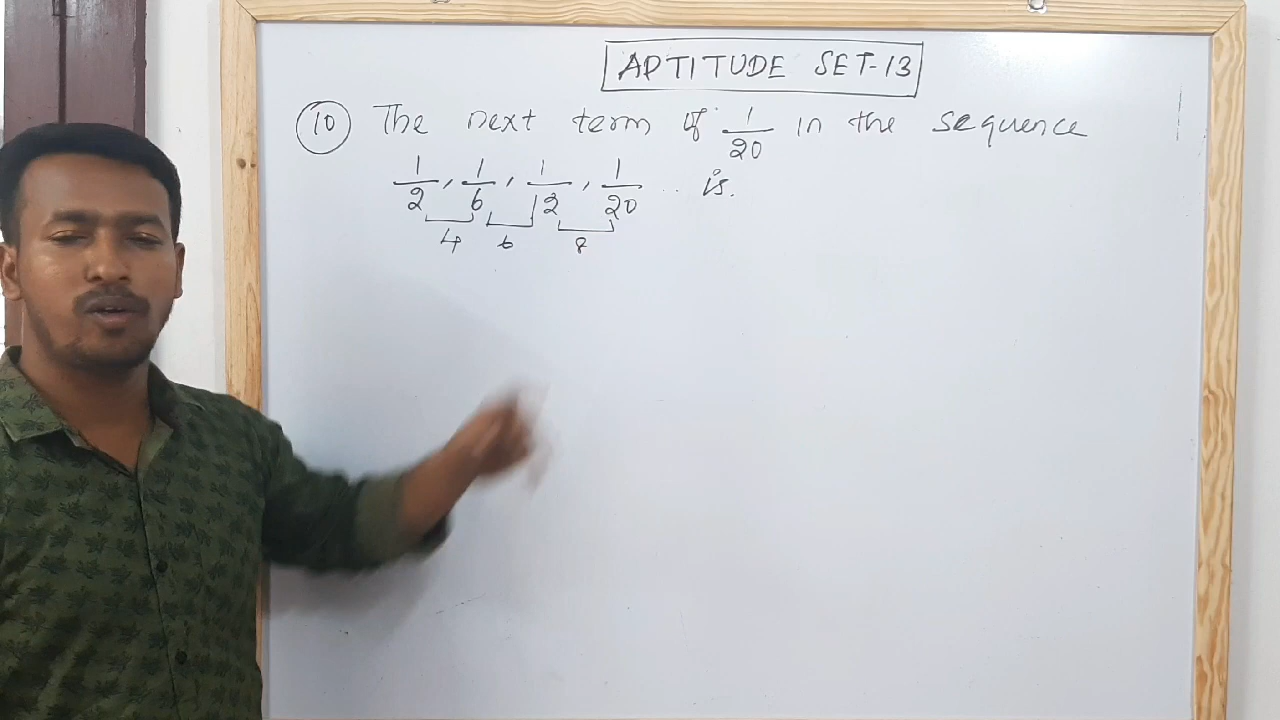 APTITUDE SET-13
10 The next term of 1/20 in the sequence
1/2, 1/6, 1/12, 1/20 .. is.
4 6 8